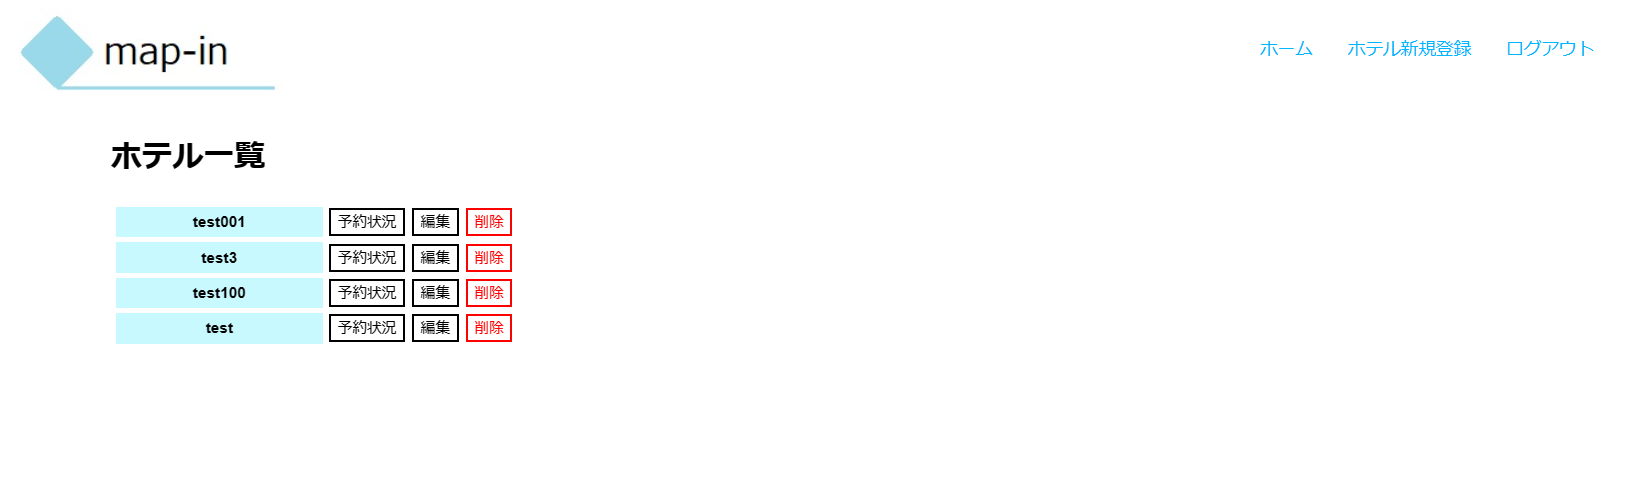 map-in
ホーム ホテル新規登録 ログアウト
ホテル一覧
test001 予約状況 編集 削除
test3 予約状況 編集 削除
test100 予約状況 編集 削除
test 予約状況 編集 削除